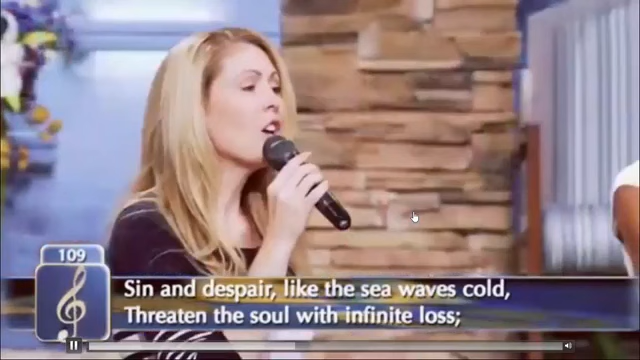 109
Sin and despair, like the sea waves cold,
Threaten the soul with infinite loss;